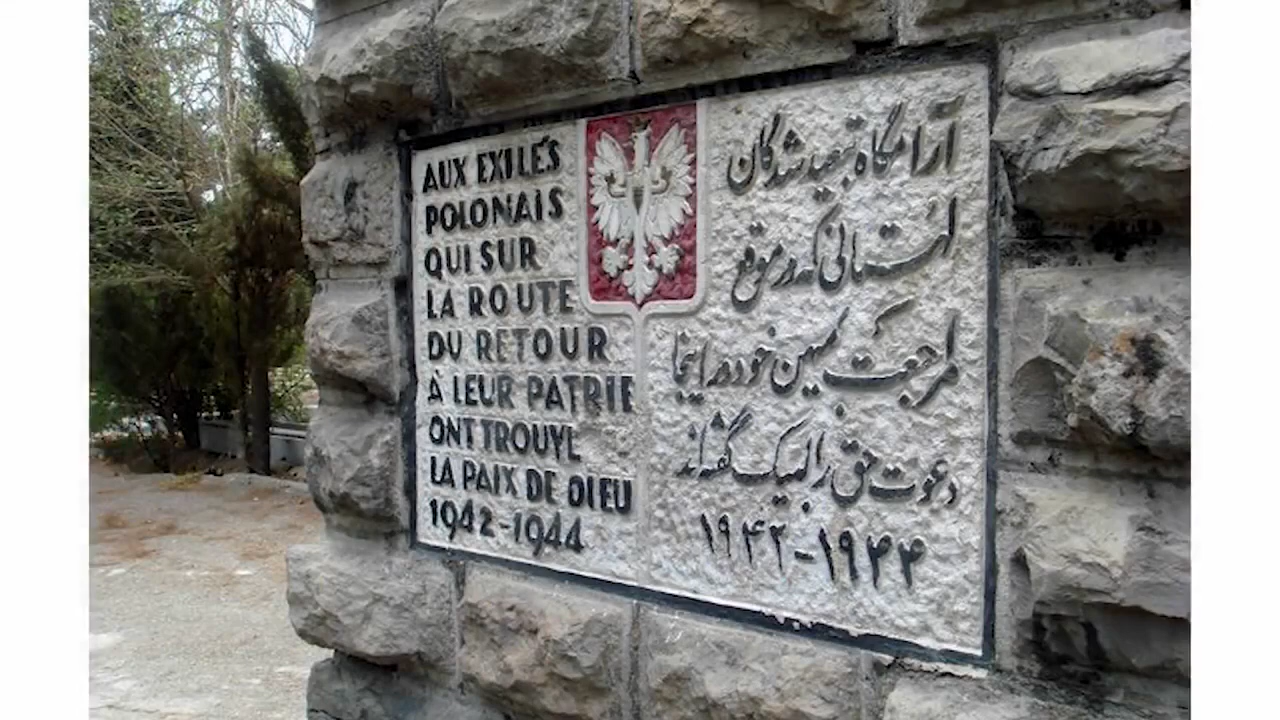 AUX EXILÉS
POLONAIS
QUI SUR
LA ROUTE
DU RETOUR
À LEUR PATRIE
ONT TROUVE
LA PAIX DE DIEU
1942-1944
آرامگاه تبعید شدگان
لهستانی که در موقع
مراجعت بمیهن خود در اینجا
دعوت حق را لبیک گفته اند
۱۹۴۲-۱۹۴۴